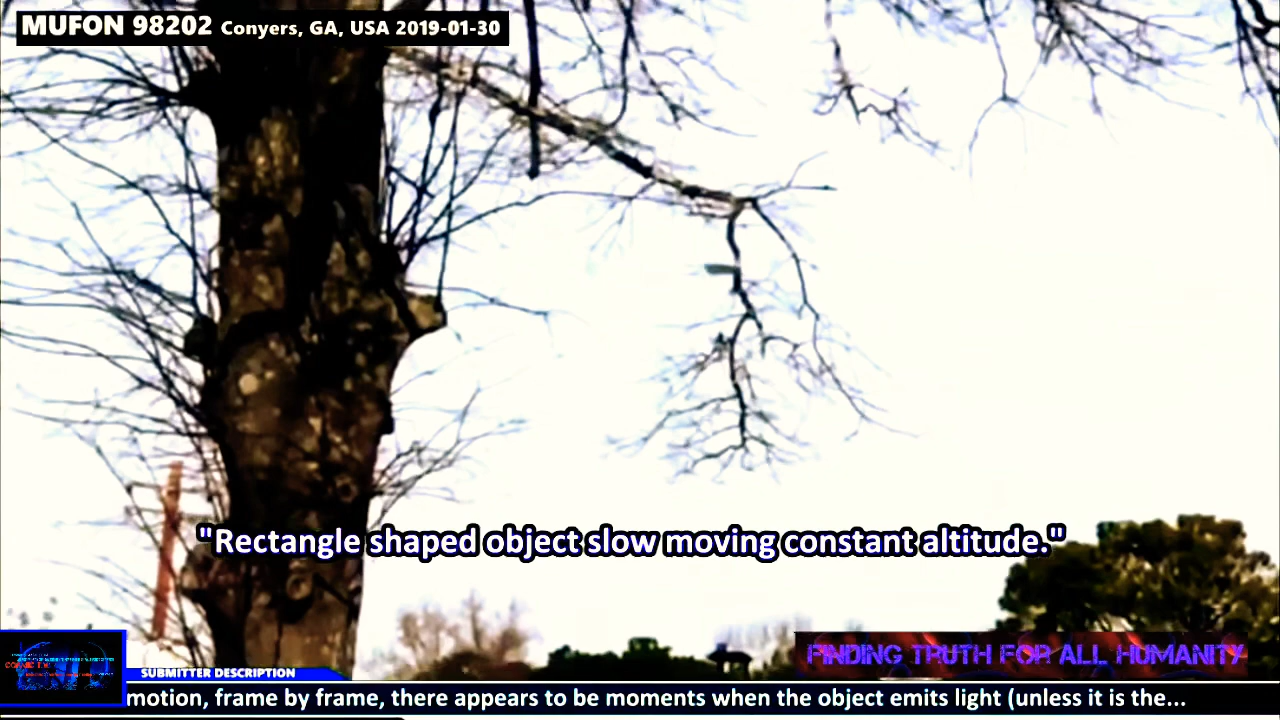 MUFON 98202 Conyers, GA, USA 2019-01-30
"Rectangle shaped object slow moving constant altitude."
FINDING TRUTH FOR ALL HUMANITY
SUBMITTER DESCRIPTION
motion, frame by frame, there appears to be moments when the object emits light (unless it is the...